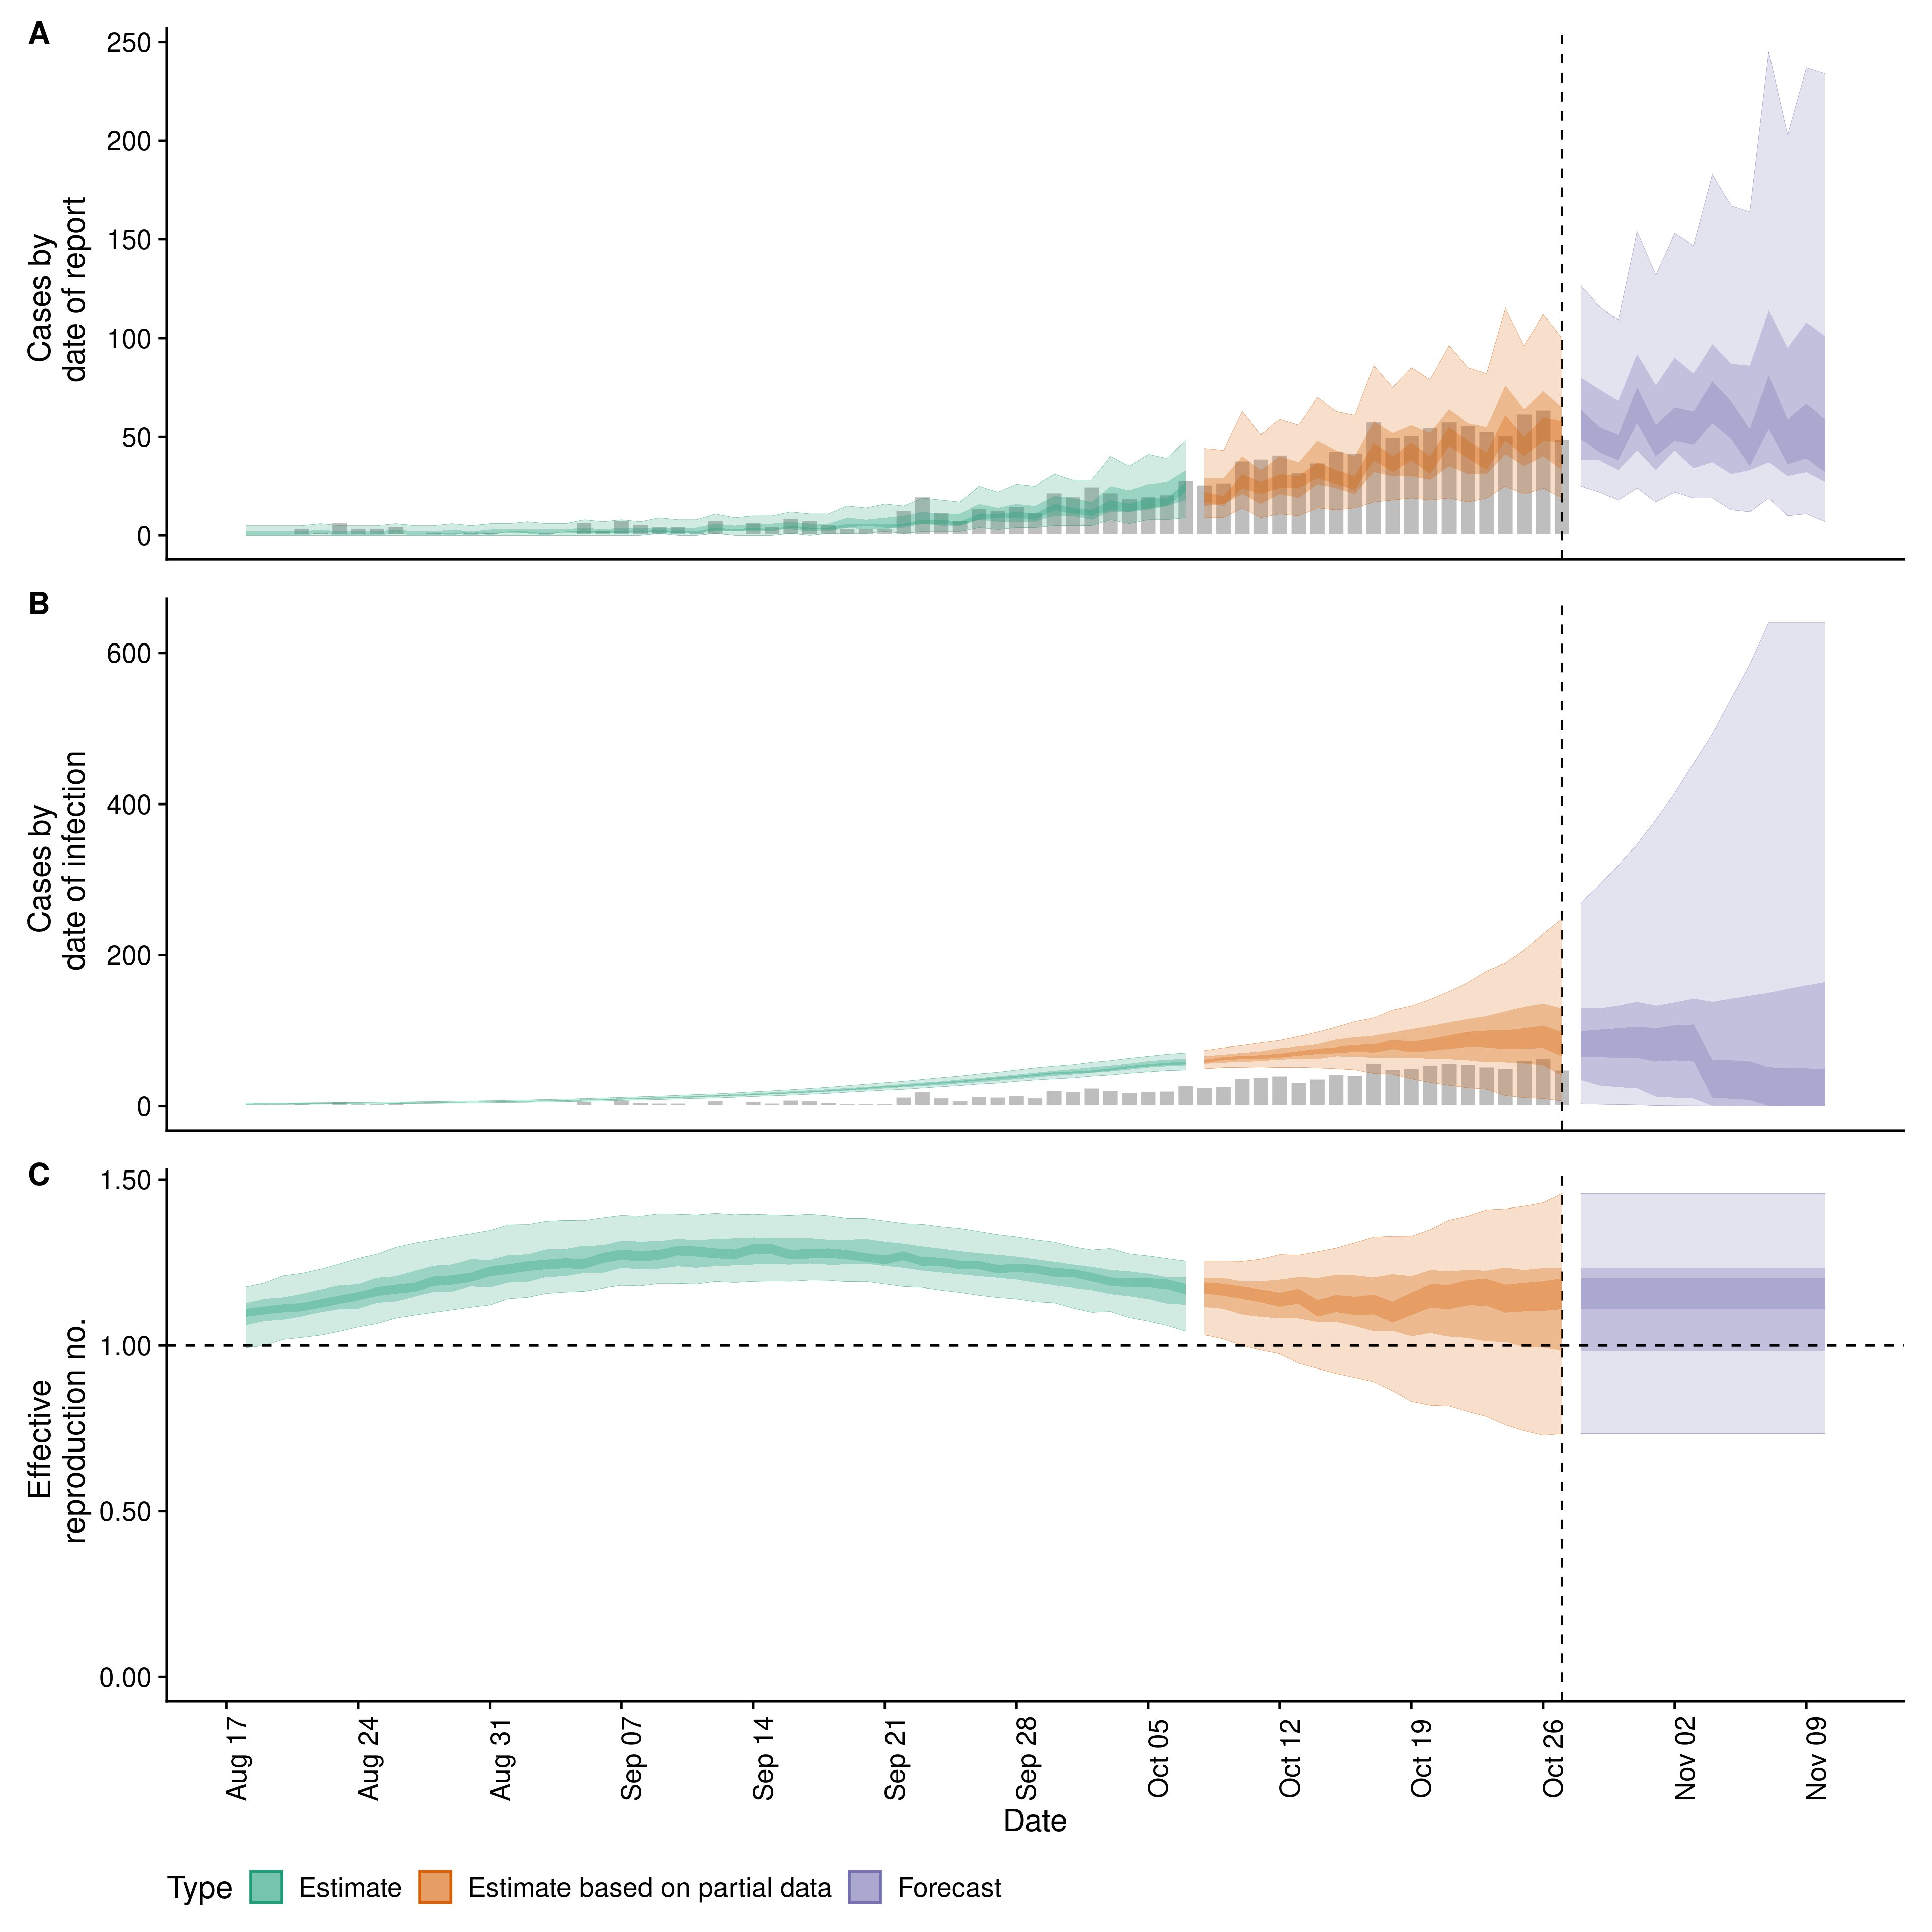 A
250
200
150
100
50
0
Cases by
date of report
B
600
400
200
0
Cases by
date of infection
C
1.50
1.00
0.50
0.00
Effective
reproduction no.
Aug 17
Aug 24
Aug 31
Sep 07
Sep 14
Sep 21
Sep 28
Oct 05
Oct 12
Oct 19
Oct 26
Nov 02
Nov 09
Date
Type Estimate Estimate based on partial data Forecast